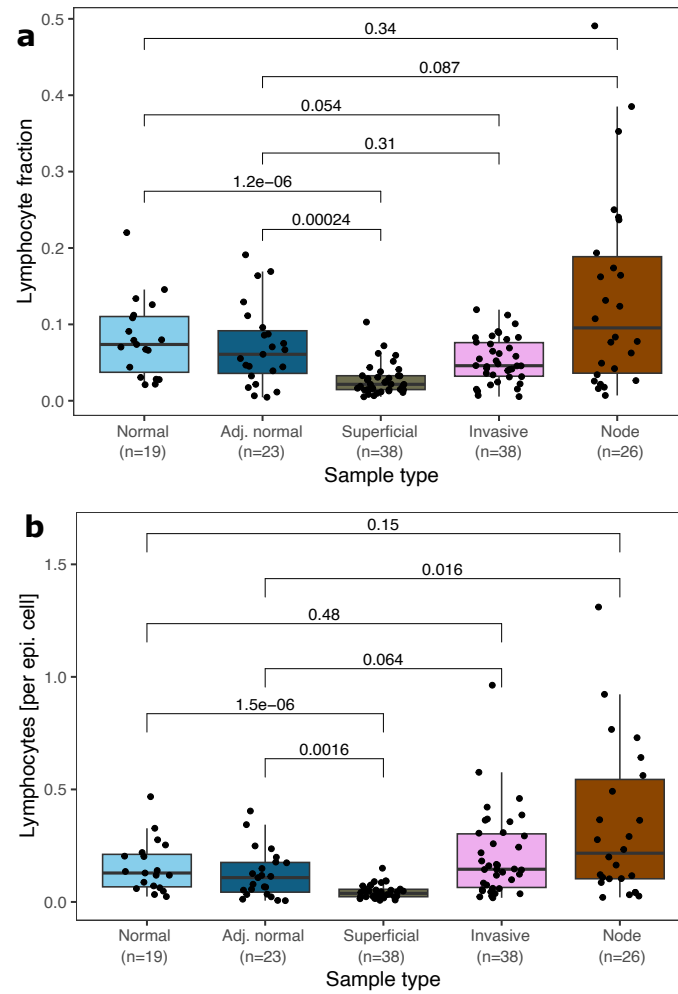 a
0.34
0.087
0.054
0.31
1.2e−06
0.00024
Lymphocyte fraction
0.5
0.4
0.3
0.2
0.1
0.0
Normal Adj. normal Superficial Invasive Node
(n=19) (n=23) (n=38) (n=38) (n=26)
Sample type
b
0.15
0.016
0.48
0.064
1.5e−06
0.0016
Lymphocytes [per epi. cell]
1.5
1.0
0.5
0.0
Normal Adj. normal Superficial Invasive Node
(n=19) (n=23) (n=38) (n=38) (n=26)
Sample type